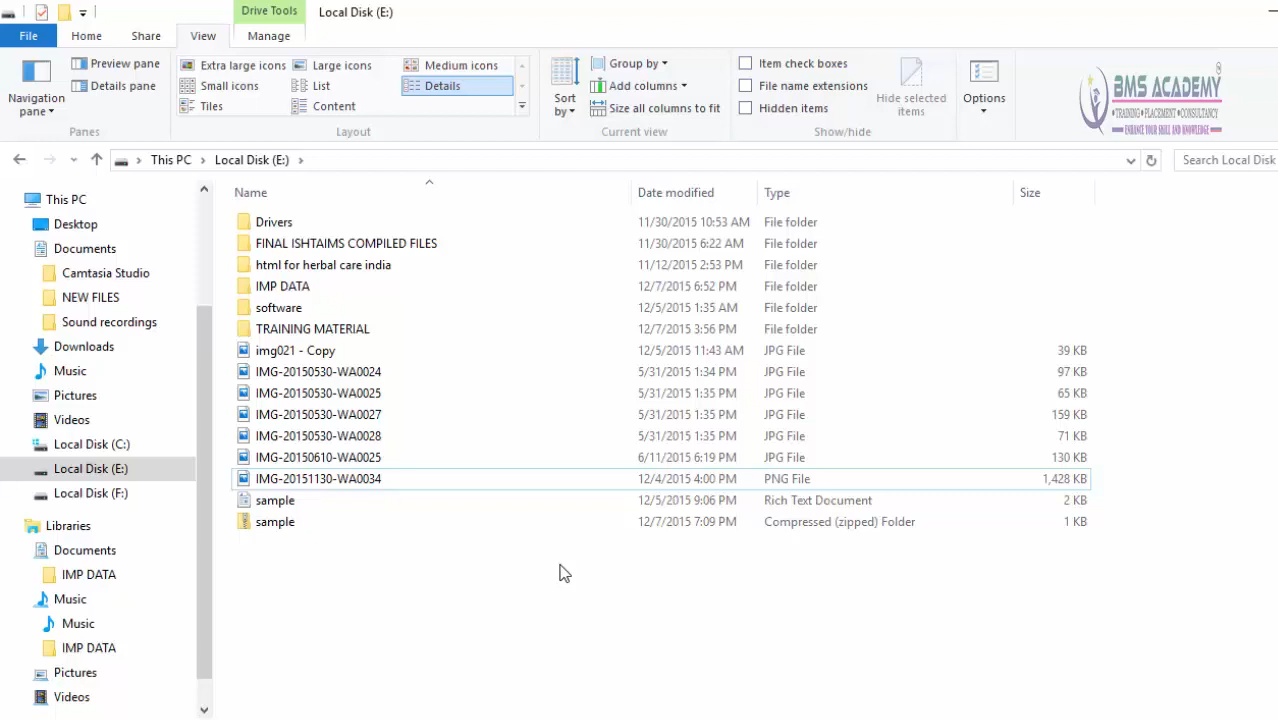 Drive Tools Local Disk (E:)
File Home Share View Manage
Navigation pane
Preview pane
Details pane
Panes
Extra large icons Large icons Medium icons
Small icons List Details
Tiles Content
Layout
Sort by
Group by
Add columns
Size all columns to fit
Current view
Item check boxes
File name extensions
Hidden items
Hide selected items
Show/hide
Options
BMS ACADEMY
TRAINING PLACEMENT CONSULTANCY
ENHANCE YOUR SKILL AND KNOWLEDGE
This PC Local Disk (E:) Search Local Disk
This PC
Desktop
Documents
Camtasia Studio
NEW FILES
Sound recordings
Downloads
Music
Pictures
Videos
Local Disk (C:)
Local Disk (E:)
Local Disk (F:)
Libraries
Documents
IMP DATA
Music
Music
IMP DATA
Pictures
Videos
Name Date modified Type Size
Drivers 11/30/2015 10:53 AM File folder
FINAL ISHTAIMS COMPILED FILES 11/30/2015 6:22 AM File folder
html for herbal care india 11/12/2015 2:53 PM File folder
IMP DATA 12/7/2015 6:52 PM File folder
software 12/5/2015 1:35 AM File folder
TRAINING MATERIAL 12/7/2015 3:56 PM File folder
img021 - Copy 12/5/2015 11:43 AM JPG File 39 KB
IMG-20150530-WA0024 5/31/2015 1:34 PM JPG File 97 KB
IMG-20150530-WA0025 5/31/2015 1:35 PM JPG File 65 KB
IMG-20150530-WA0027 5/31/2015 1:35 PM JPG File 159 KB
IMG-20150530-WA0028 5/31/2015 1:35 PM JPG File 71 KB
IMG-20150610-WA0025 6/11/2015 6:19 PM JPG File 130 KB
IMG-20151130-WA0034 12/4/2015 4:00 PM PNG File 1,428 KB
sample 12/5/2015 9:06 PM Rich Text Document 2 KB
sample 12/7/2015 7:09 PM Compressed (zipped) Folder 1 KB